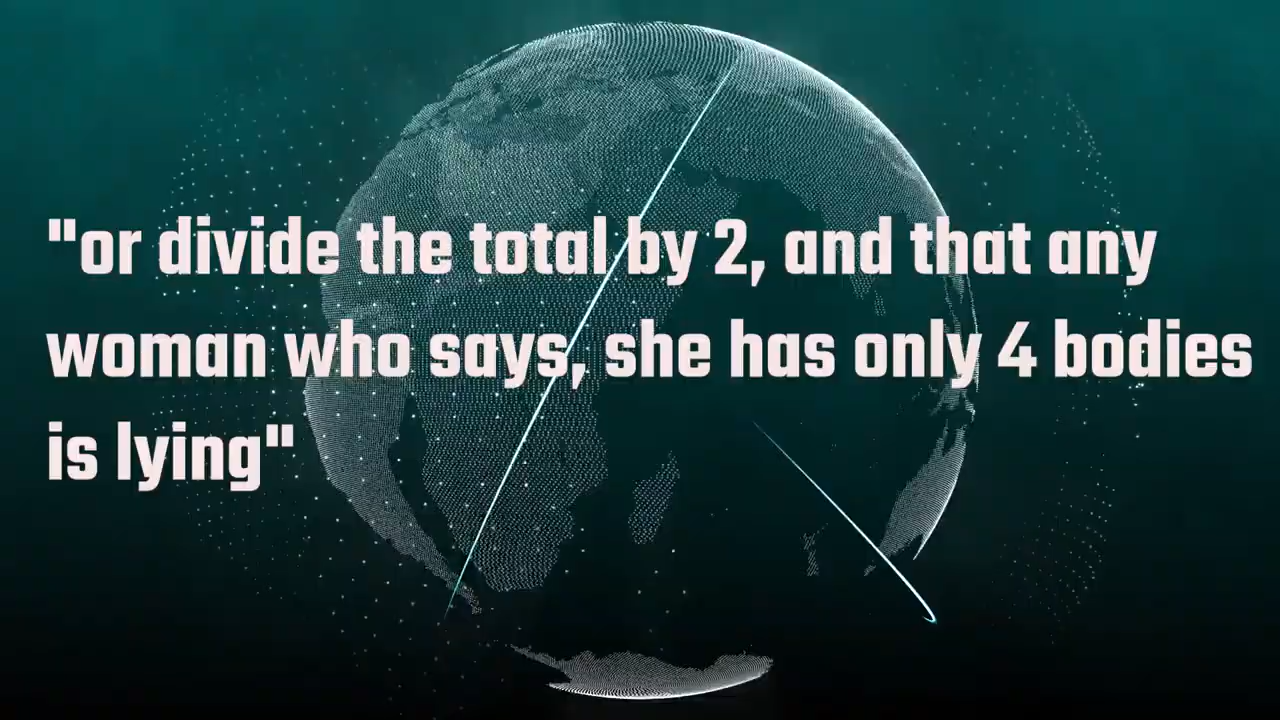 "or divide the total by 2, and that any
woman who says, she has only 4 bodies
is lying"